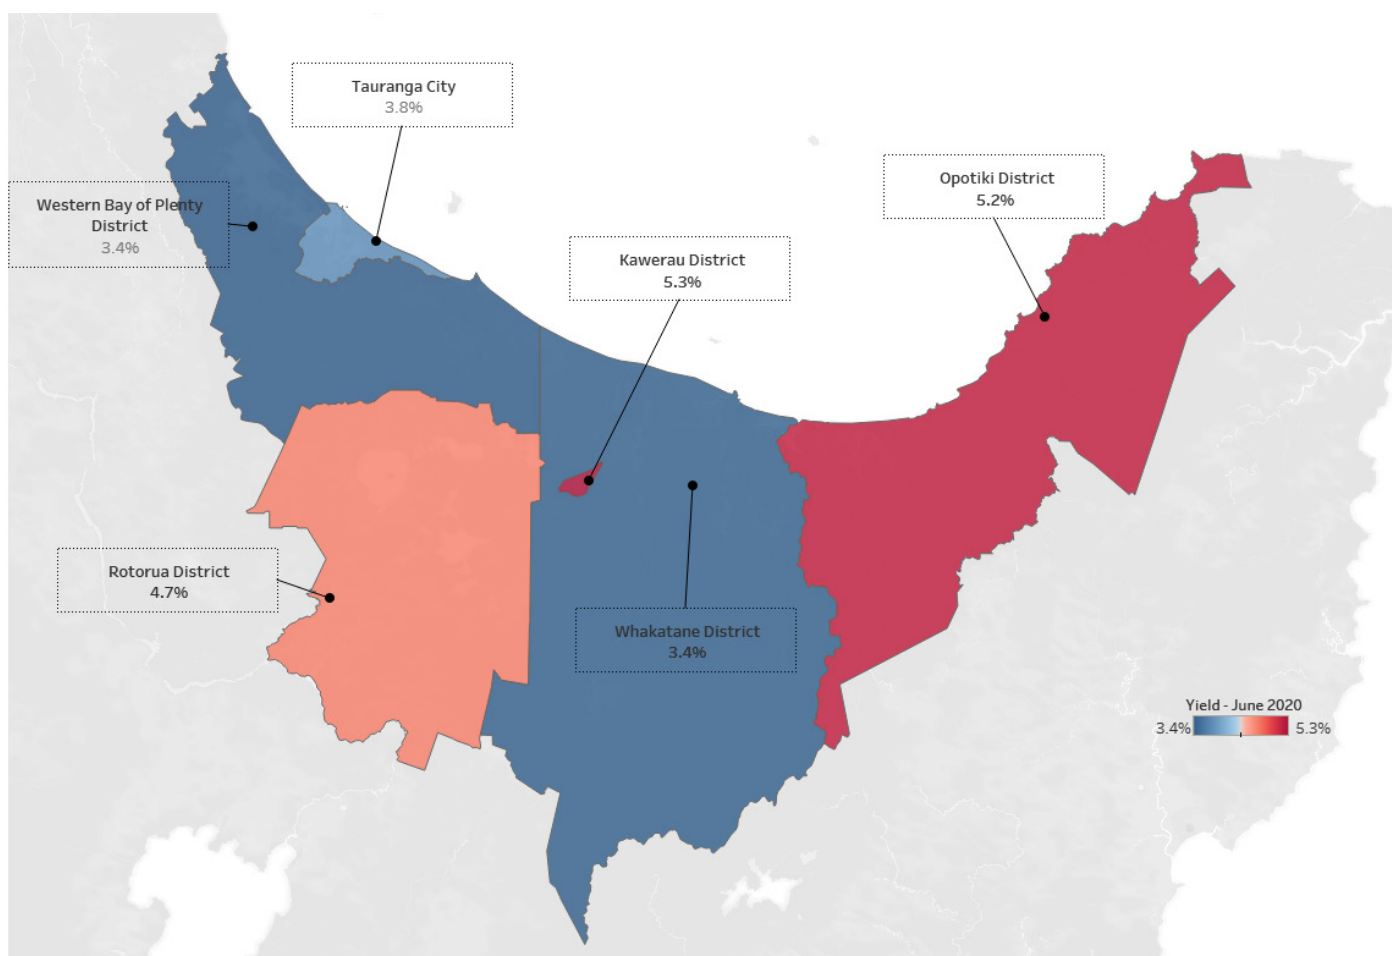 Tauranga City
3.8%
Opotiki District
5.2%
Western Bay of Plenty
District
3.4%
Kawerau District
5.3%
Rotorua District
4.7%
Whakatane District
3.4%
Yield - June 2020
3.4% 5.3%